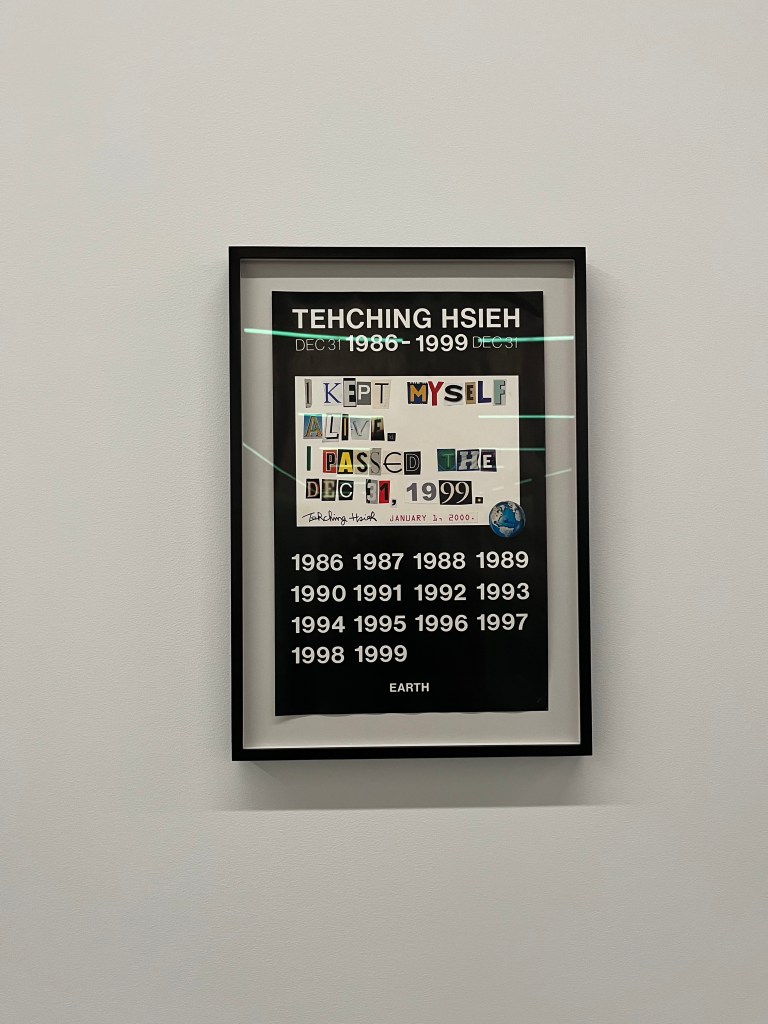 TEHCHING HSIEH
DEC 31 1986–1999 DEC 31
I KEPT MYSELF
ALIVE.
I PASSED THE
DEC 31, 1999.
Tehching Hsieh JANUARY 1, 2000.
1986 1987 1988 1989
1990 1991 1992 1993
1994 1995 1996 1997
1998 1999
EARTH